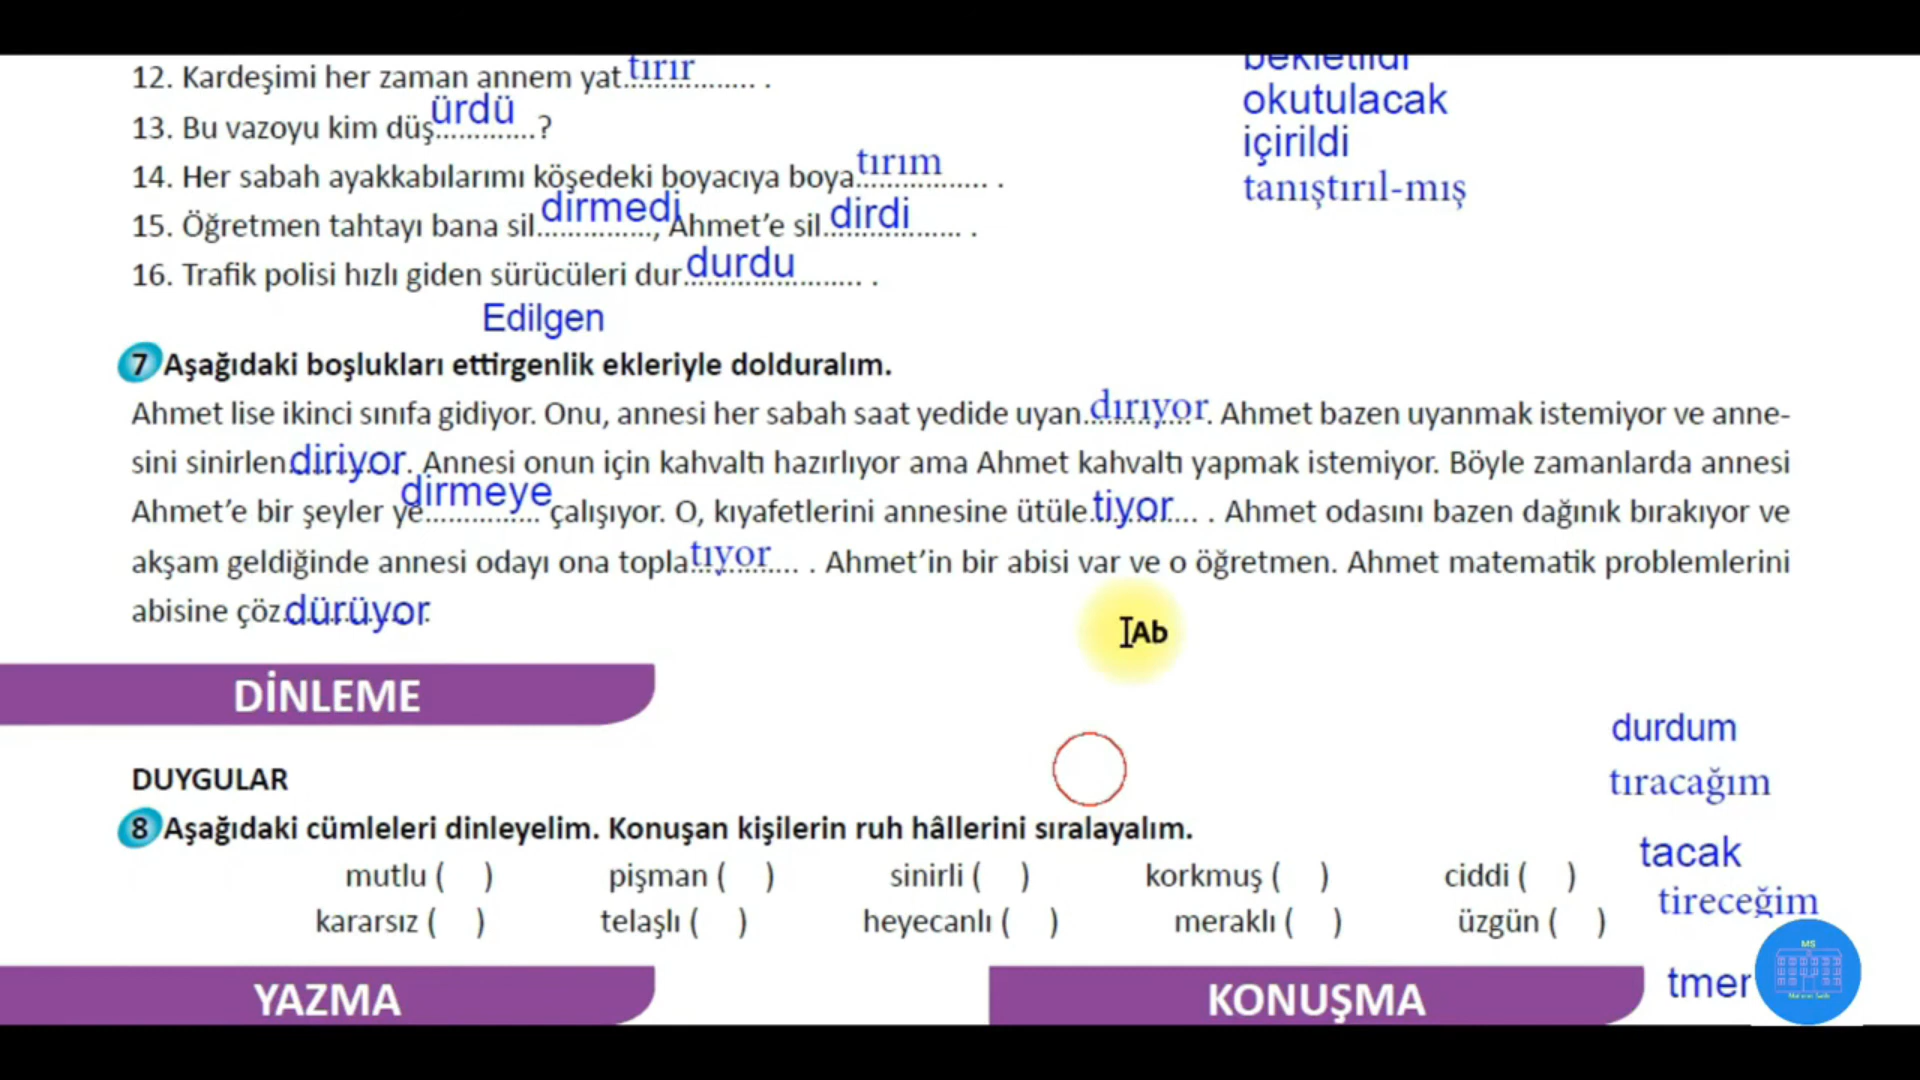 12. Kardeşimi her zaman annem yat tırır .................. .
bekletildi
13. Bu vazoyu kim düş ürdü .............?
okutulacak
içirildi
14. Her sabah ayakkabılarımı köşedeki boyacıya boya tırım ................. .
tanıştırıl-mış
15. Öğretmen tahtayı bana sil dirmedi ..............., Ahmet’e sil dirdi .................. .
16. Trafik polisi hızlı giden sürücüleri dur durdu ....................... .
Edilgen
7 Aşağıdaki boşlukları ettirgenlik ekleriyle dolduralım.
Ahmet lise ikinci sınıfa gidiyor. Onu, annesi her sabah saat yedide uyan dırıyor. Ahmet bazen uyanmak istemiyor ve anne-
sini sinirlen diriyor. Annesi onun için kahvaltı hazırlıyor ama Ahmet kahvaltı yapmak istemiyor. Böyle zamanlarda annesi
Ahmet’e bir şeyler ye dirmeye çalışıyor. O, kıyafetlerini annesine ütüle tiyor .... . Ahmet odasını bazen dağınık bırakıyor ve
akşam geldiğinde annesi odayı ona topla tıyor .... . Ahmet’in bir abisi var ve o öğretmen. Ahmet matematik problemlerini
abisine çöz dürüyor.
Ab
DİNLEME
durdum
DUYGULAR
tıracağım
8 Aşağıdaki cümleleri dinleyelim. Konuşan kişilerin ruh hâllerini sıralayalım.
tacak
mutlu ( ) pişman ( ) sinirli ( ) korkmuş ( ) ciddi ( )
tireceğim
kararsız ( ) telaşlı ( ) heyecanlı ( ) meraklı ( ) üzgün ( )
MS
YAZMA
KONUŞMA
tmer